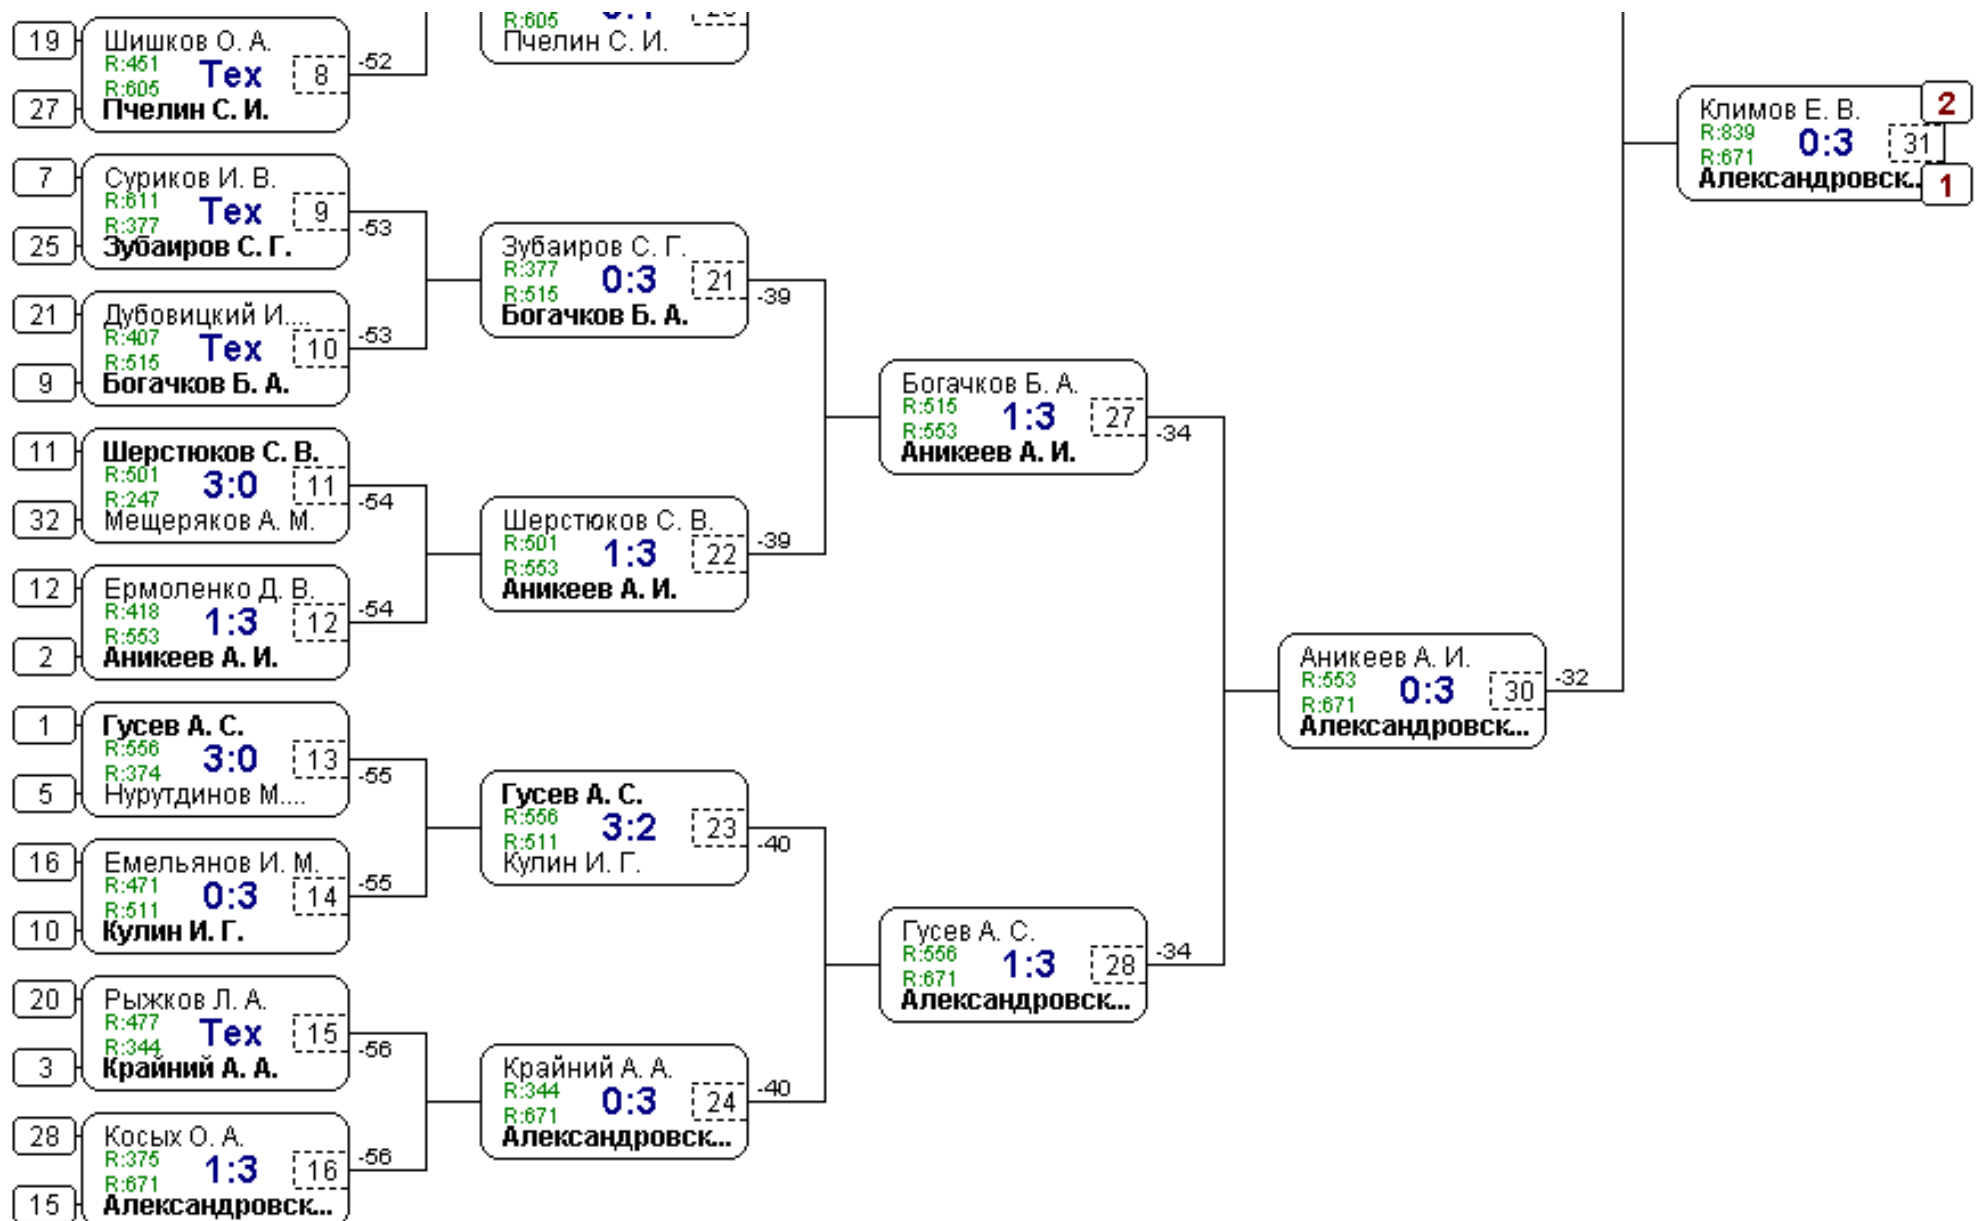 19
Шишков О. А.
R:451
Тех
8
-52
R:605
27
Пчелин С. И.
R:605
Пчелин С. И.
7
Суриков И. В.
R:611
Тех
9
-53
R:377
25
Зубаиров С. Г.
21
Дубовицкий И....
R:407
Тех
10
-53
R:515
9
Богачков Б. А.
11
Шерстюков С. В.
R:501
3:0
11
-54
R:247
32
Мещеряков А. М.
12
Ермоленко Д. В.
R:418
1:3
12
-54
R:553
2
Аникеев А. И.
1
Гусев А. С.
R:556
3:0
13
-55
R:374
5
Нурутдинов М....
16
Емельянов И. М.
R:471
0:3
14
-55
R:511
10
Кулин И. Г.
20
Рыжков Л. А.
R:477
Тех
15
-56
R:344
3
Крайний А. А.
28
Косых О. А.
R:375
1:3
16
-56
R:671
15
Александровск...
Зубаиров С. Г.
R:377
0:3
21
-39
R:515
Богачков Б. А.
Шерстюков С. В.
R:501
1:3
22
-39
R:553
Аникеев А. И.
Гусев А. С.
R:556
3:2
23
-40
R:511
Кулин И. Г.
Крайний А. А.
R:344
0:3
24
-40
R:671
Александровск...
Богачков Б. А.
R:515
1:3
27
-34
R:553
Аникеев А. И.
Гусев А. С.
R:556
1:3
28
-34
R:671
Александровск...
Аникеев А. И.
R:553
0:3
30
-32
R:671
Александровск...
Климов Е. В.
2
R:839
0:3
31
R:671
Александровск..
1